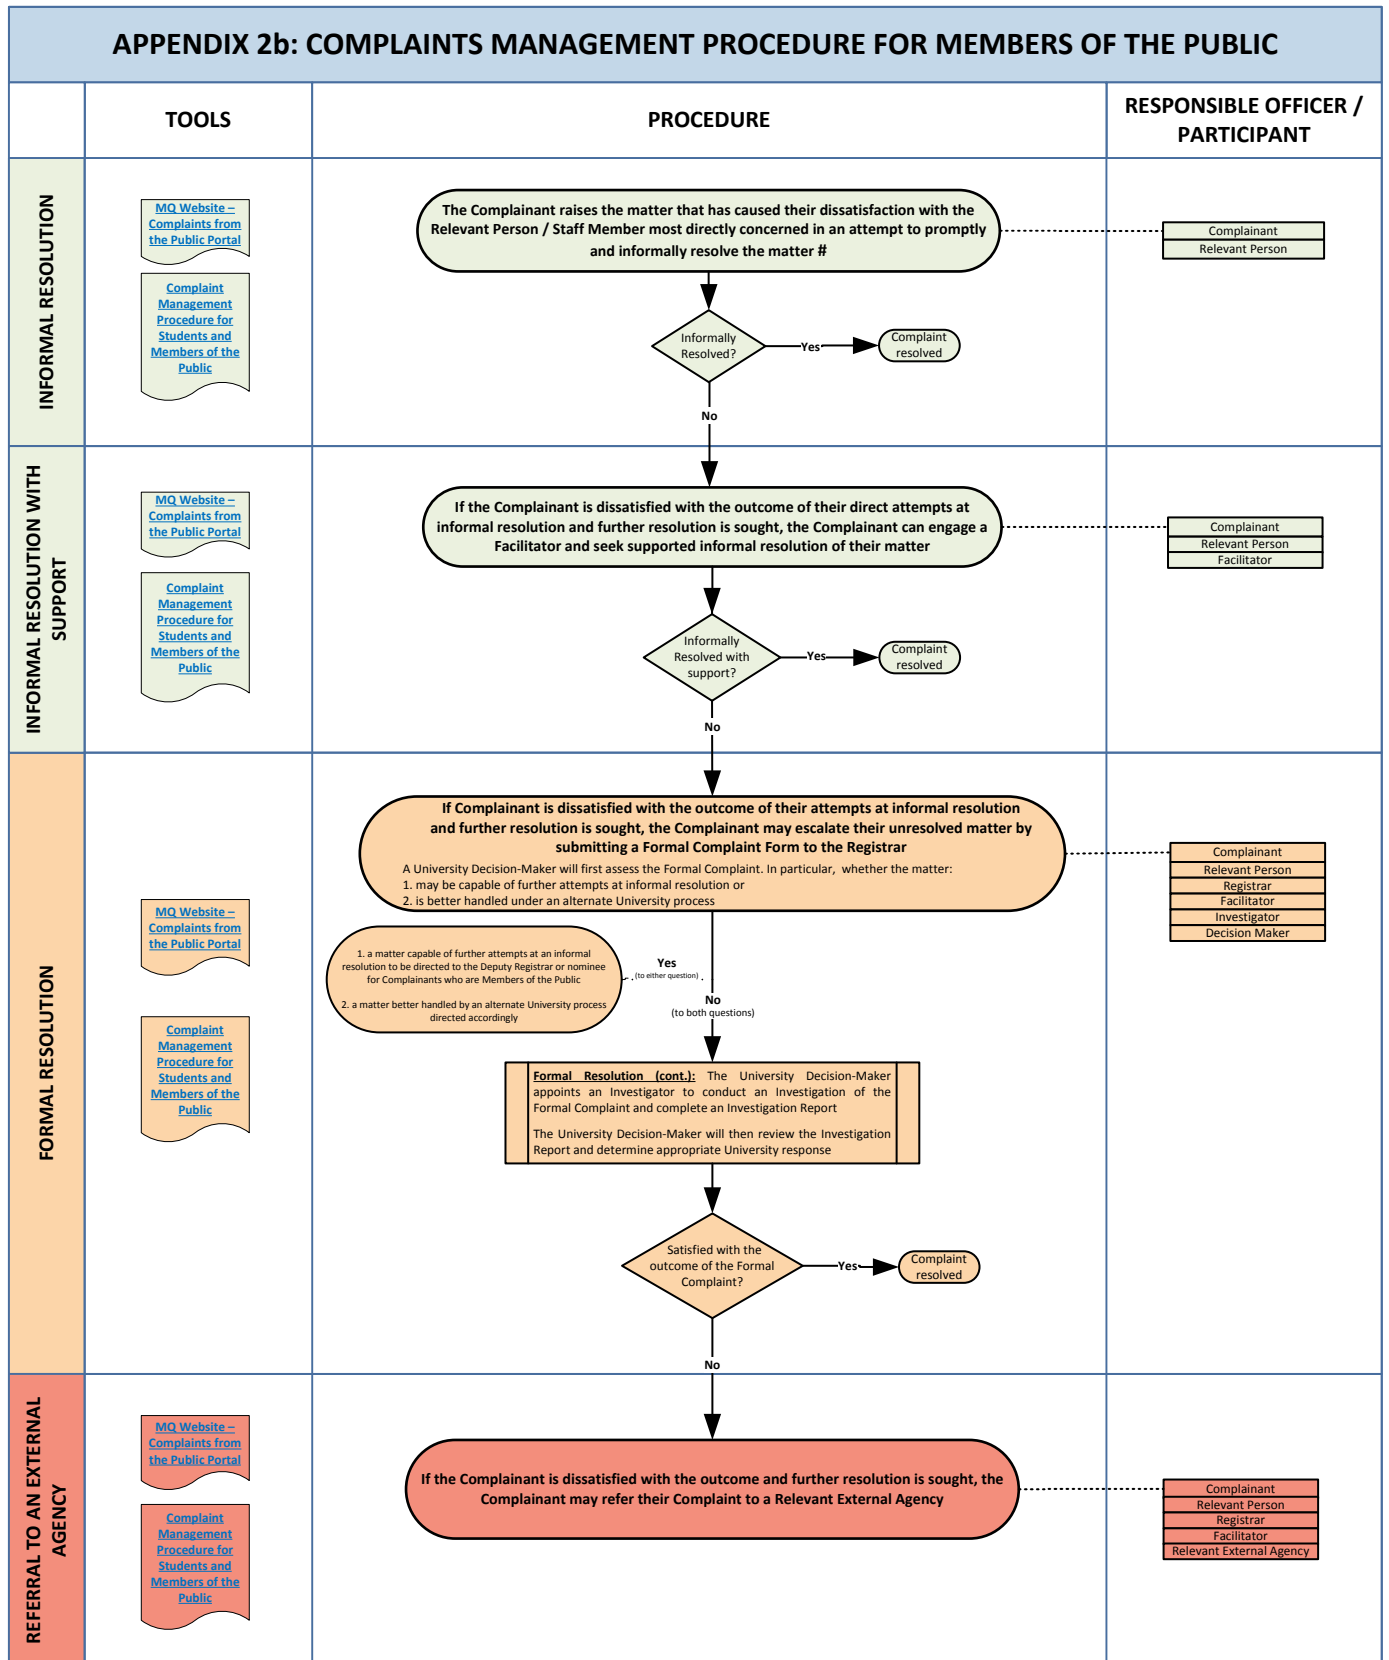 APPENDIX 2b: COMPLAINTS MANAGEMENT PROCEDURE FOR MEMBERS OF THE PUBLIC
TOOLS
PROCEDURE
RESPONSIBLE OFFICER /
PARTICIPANT
INFORMAL RESOLUTION
MQ Website –
Complaints from
the Public Portal
Complaint
Management
Procedure for
Students and
Members of the
Public
The Complainant raises the matter that has caused their dissatisfaction with the
Relevant Person / Staff Member most directly concerned in an attempt to promptly
and informally resolve the matter #
Complainant
Relevant Person
Informally
Resolved?
Yes
Complaint
resolved
No
INFORMAL RESOLUTION WITH
SUPPORT
MQ Website –
Complaints from
the Public Portal
Complaint
Management
Procedure for
Students and
Members of the
Public
If the Complainant is dissatisfied with the outcome of their direct attempts at
informal resolution and further resolution is sought, the Complainant can engage a
Facilitator and seek supported informal resolution of their matter
Complainant
Relevant Person
Facilitator
Informally
Resolved with
support?
Yes
Complaint
resolved
No
FORMAL RESOLUTION
MQ Website –
Complaints from
the Public Portal
Complaint
Management
Procedure for
Students and
Members of the
Public
If Complainant is dissatisfied with the outcome of their attempts at informal resolution
and further resolution is sought, the Complainant may escalate their unresolved matter by
submitting a Formal Complaint Form to the Registrar
A University Decision-Maker will first assess the Formal Complaint. In particular, whether the matter:
1. may be capable of further attempts at informal resolution or
2. is better handled under an alternate University process
Complainant
Relevant Person
Registrar
Facilitator
Investigator
Decision Maker
1. a matter capable of further attempts at an informal
resolution to be directed to the Deputy Registrar or nominee
for Complainants who are Members of the Public
2. a matter better handled by an alternate University process
directed accordingly
Yes
(to either question)
No
(to both questions)
Formal Resolution (cont.): The University Decision-Maker
appoints an Investigator to conduct an Investigation of the
Formal Complaint and complete an Investigation Report
The University Decision-Maker will then review the Investigation
Report and determine appropriate University response
Satisfied with the
outcome of the Formal
Complaint?
Yes
Complaint
resolved
No
REFERRAL TO AN EXTERNAL
AGENCY
MQ Website –
Complaints from
the Public Portal
Complaint
Management
Procedure for
Students and
Members of the
Public
If the Complainant is dissatisfied with the outcome and further resolution is sought, the
Complainant may refer their Complaint to a Relevant External Agency
Complainant
Relevant Person
Registrar
Facilitator
Relevant External Agency